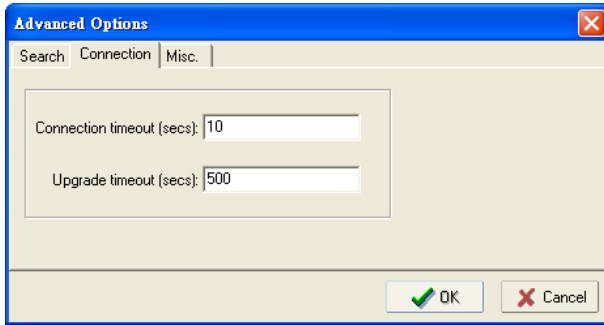 Advanced Options
Search Connection Misc.
Connection timeout (secs): 10
Upgrade timeout (secs): 500
OK Cancel